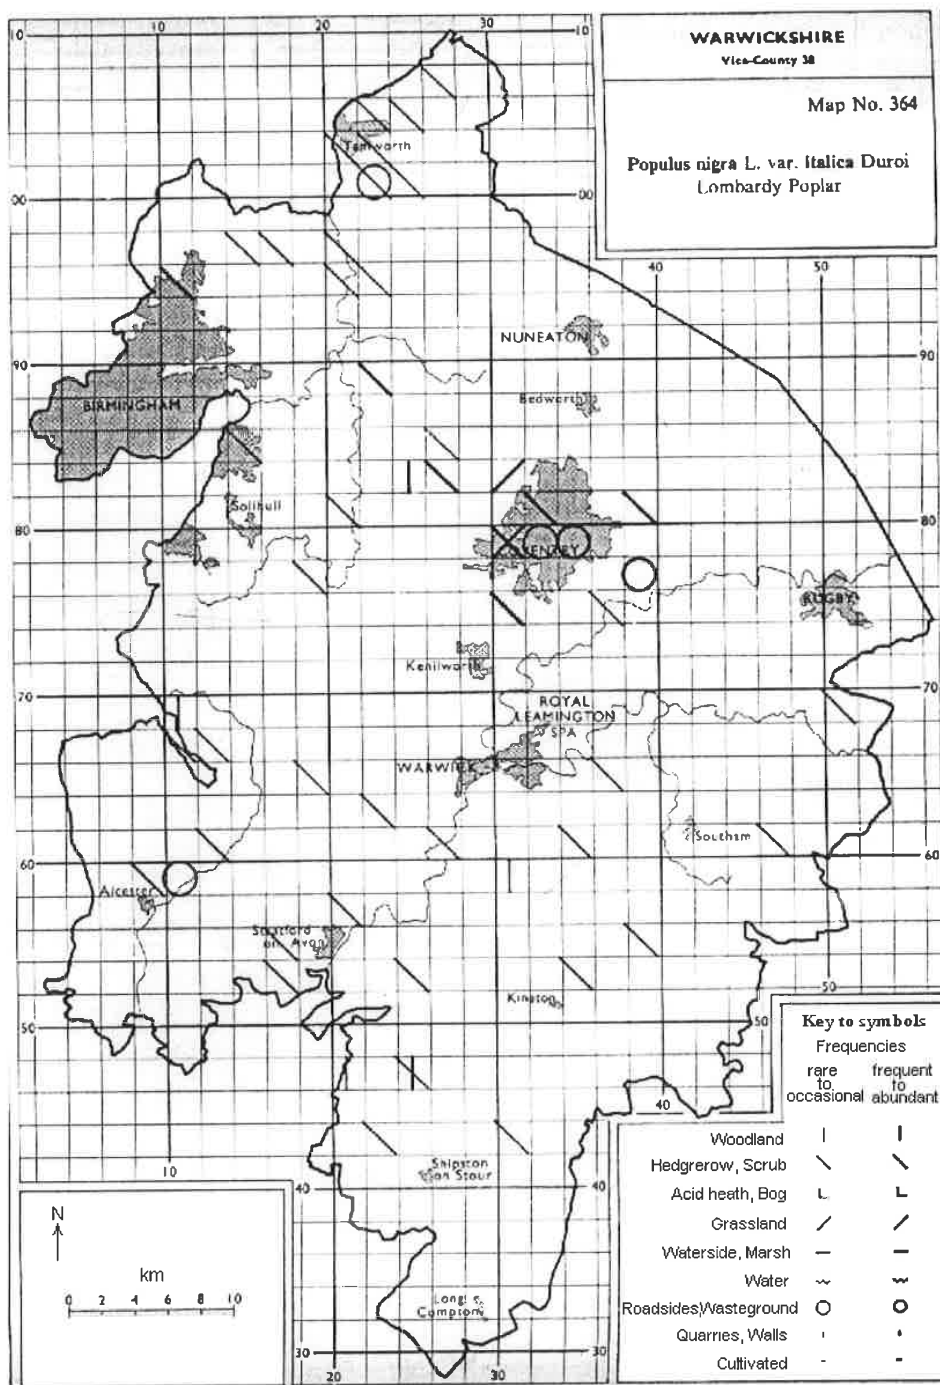 WARWICKSHIRE
Vice-County 38
Map No. 364
Populus nigra L. var. italica Duroi
Lombardy Poplar
10
20
30
10
10
Tamworth
00
00
40
50
NUNEATON
90
90
BIRMINGHAM
Bedworth
Solihull
80
80
RUGBY
Kenilworth
70
70
ROYAL
LEAMINGTON
SPA
WARWICK
Southam
60
60
Alcester
Stratford
on Avon
Kineton
50
50
50
40
10
Shipston
on Stour
40
40
Long
Compton
30
30
20
30
N
km
0 2 4 6 8 10
Key to symbols
Frequencies
rare frequent
to to
occasional abundant
Woodland
Hedgrerow, Scrub
Acid heath, Bog
Grassland
Waterside, Marsh
Water
Roadsides/Wasteground
Quarries, Walls
Cultivated